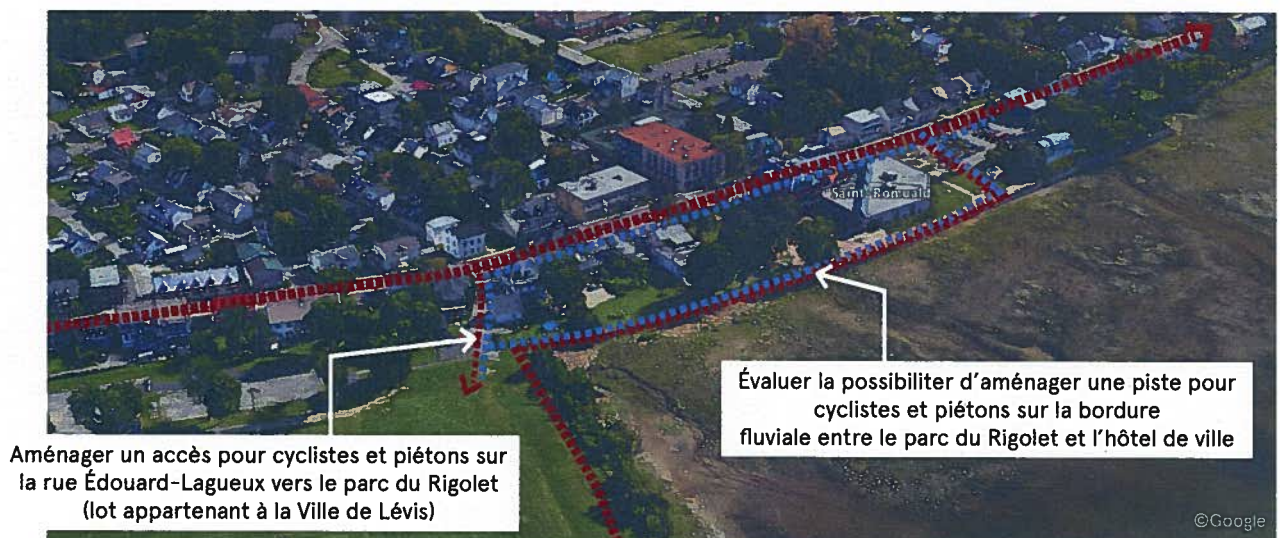 Saint-Romuald
Évaluer la possibiliter d'aménager une piste pour
cyclistes et piétons sur la bordure
fluviale entre le parc du Rigolet et l'hôtel de ville
Aménager un accès pour cyclistes et piétons sur
la rue Édouard-Lagueux vers le parc du Rigolet
(lot appartenant à la Ville de Lévis)
©Google